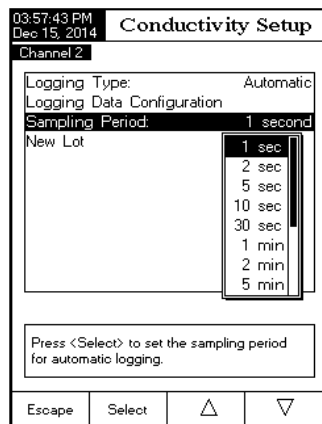 03:57:43 PM
Dec 15, 2014
Conductivity Setup
Channel 2
Logging Type: Automatic
Logging Data Configuration
Sampling Period: 1 second
New Lot
1 sec
2 sec
5 sec
10 sec
30 sec
1 min
2 min
5 min
Press <Select> to set the sampling period
for automatic logging.
Escape Select △ ▽